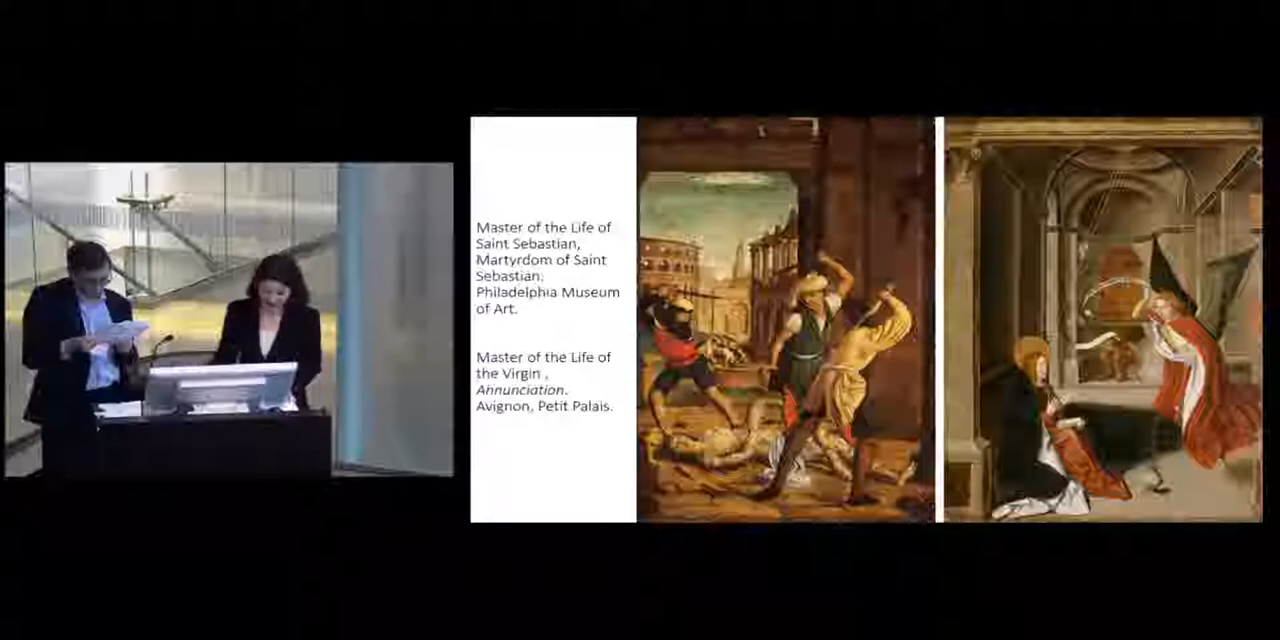 Master of the Life of
Saint Sebastian,
Martyrdom of Saint
Sebastian.
Philadelphia Museum
of Art.
Master of the Life of
the Virgin ,
Annunciation.
Avignon, Petit Palais.